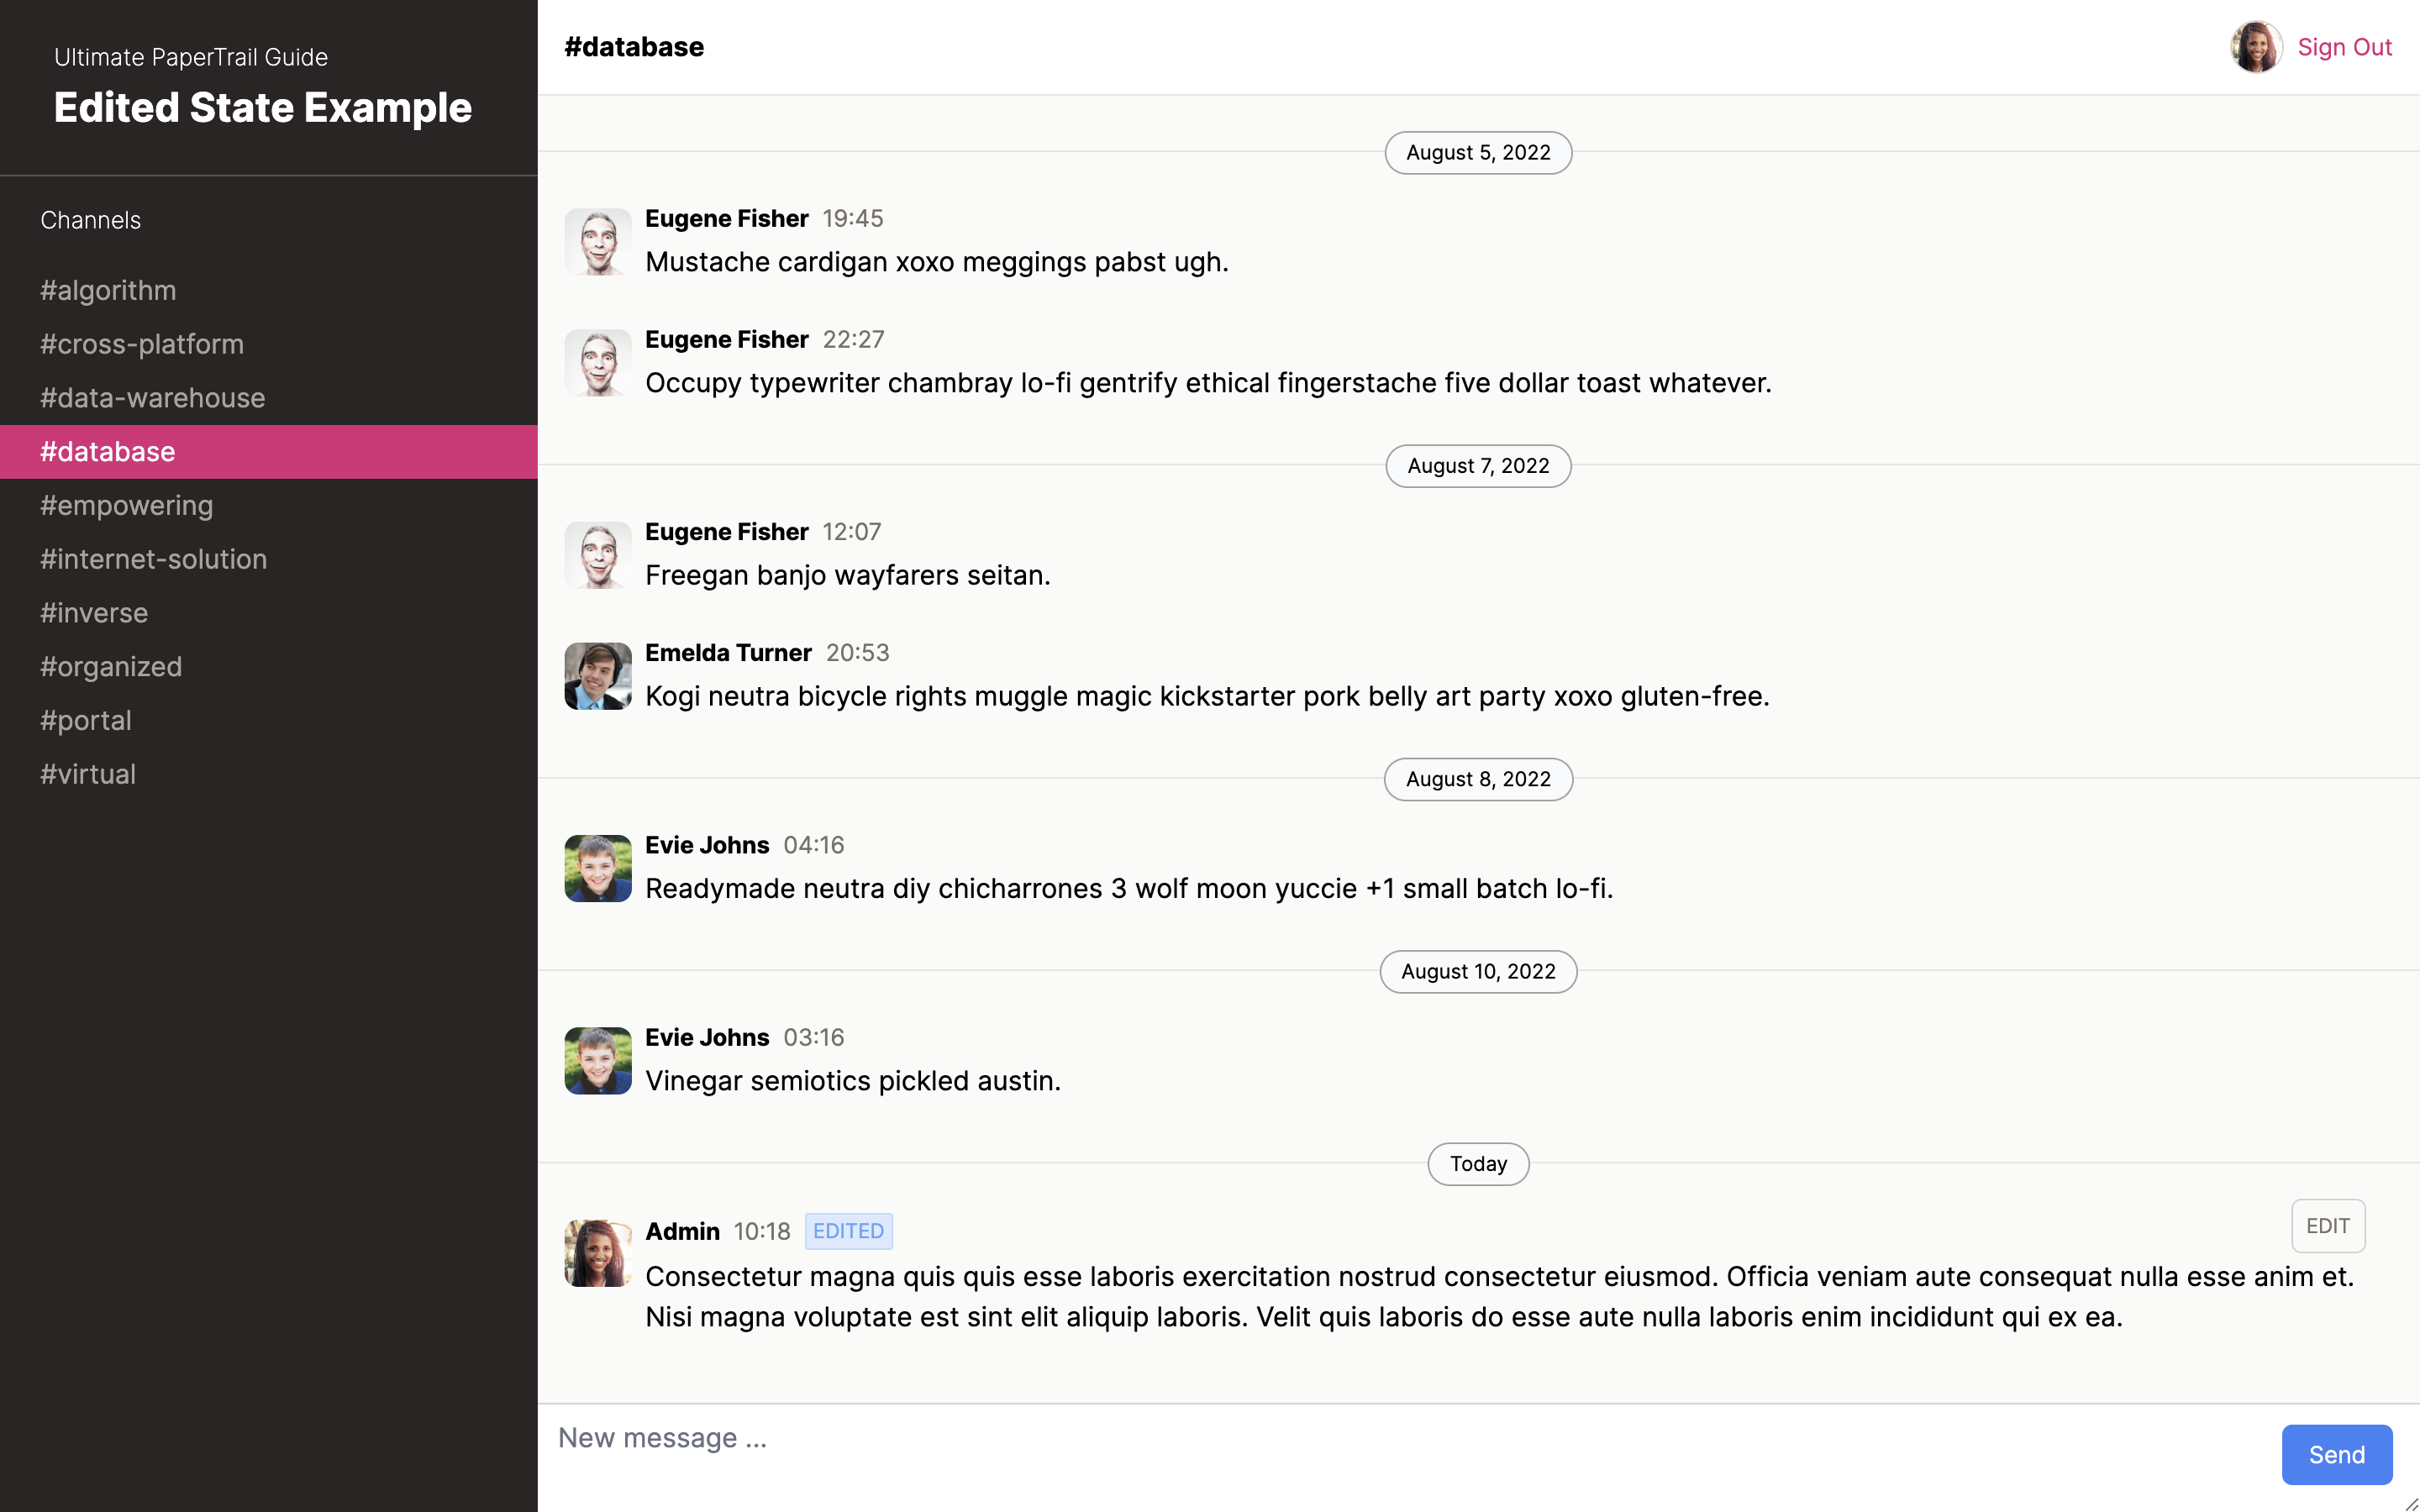 Ultimate PaperTrail Guide
Edited State Example
Channels
#algorithm
#cross-platform
#data-warehouse
#database
#empowering
#internet-solution
#inverse
#organized
#portal
#virtual
#database
Sign Out
August 5, 2022
Eugene Fisher 19:45
Mustache cardigan xoxo meggings pabst ugh.
Eugene Fisher 22:27
Occupy typewriter chambray lo-fi gentrify ethical fingerstache five dollar toast whatever.
August 7, 2022
Eugene Fisher 12:07
Freegan banjo wayfarers seitan.
Emelda Turner 20:53
Kogi neutra bicycle rights muggle magic kickstarter pork belly art party xoxo gluten-free.
August 8, 2022
Evie Johns 04:16
Readymade neutra diy chicharrones 3 wolf moon yuccie +1 small batch lo-fi.
August 10, 2022
Evie Johns 03:16
Vinegar semiotics pickled austin.
Today
Admin 10:18 EDITED
EDIT
Consectetur magna quis quis esse laboris exercitation nostrud consectetur eiusmod. Officia veniam aute consequat nulla esse anim et.
Nisi magna voluptate est sint elit aliquip laboris. Velit quis laboris do esse aute nulla laboris enim incididunt qui ex ea.
New message ...
Send